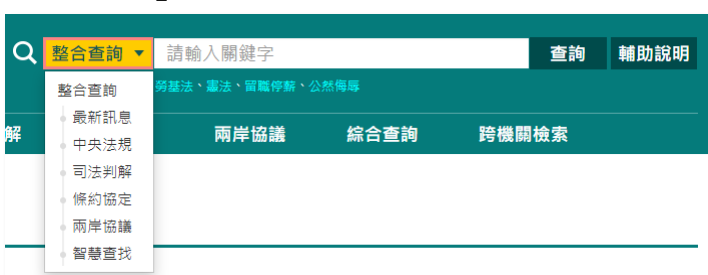 整合查詢 請輸入關鍵字 查詢 輔助說明
勞基法、憲法、留職停薪、公然侮辱
解 兩岸協議 綜合查詢 跨機關檢索
整合查詢
最新訊息
中央法規
司法判解
條約協定
兩岸協議
智慧查找